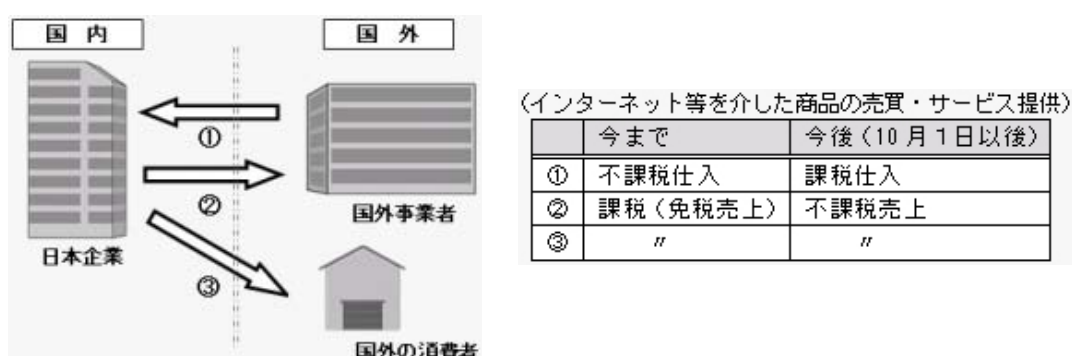 国内
国外
①
②
③
日本企業
国外事業者
国外の消費者
（インターネット等を介した商品の売買・サービス提供）
今まで 今後（10月1日以後）
① 不課税仕入 課税仕入
② 課税（免税売上） 不課税売上
③ 〃 〃